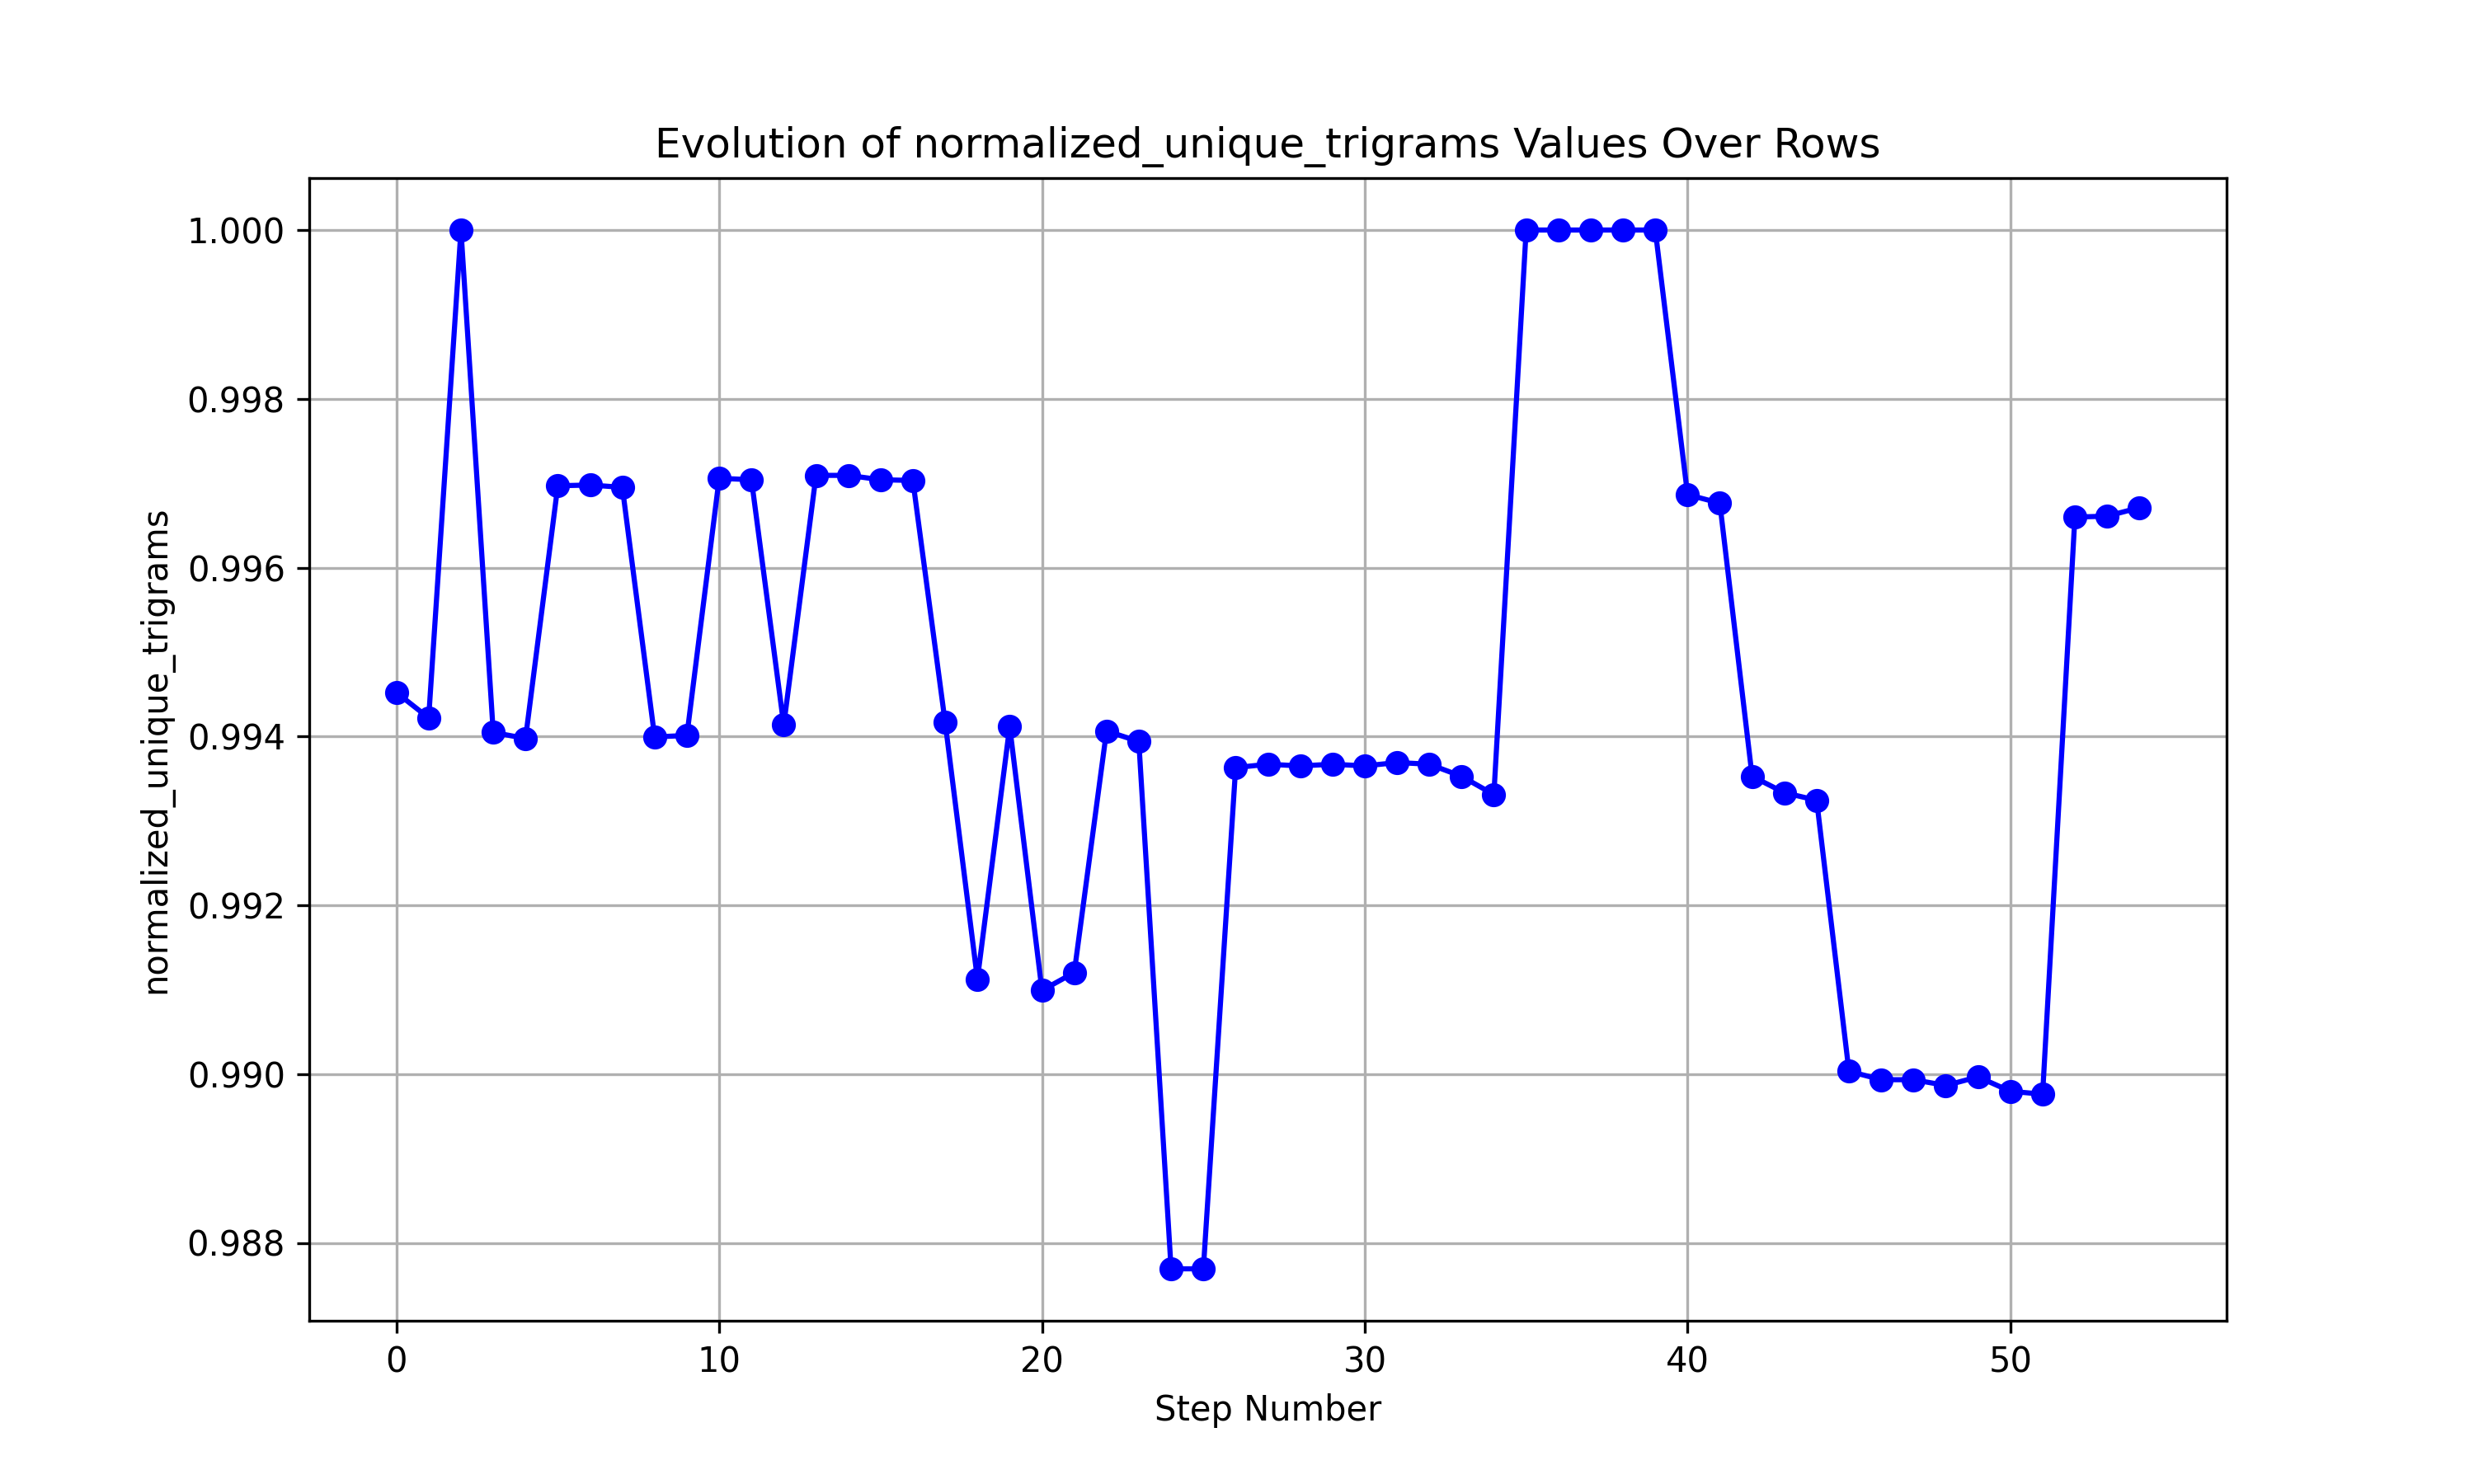 Evolution of normalized_unique_trigrams Values Over Rows
normalized_unique_trigrams
1.000
0.998
0.996
0.994
0.992
0.990
0.988
0 10 20 30 40 50
Step Number